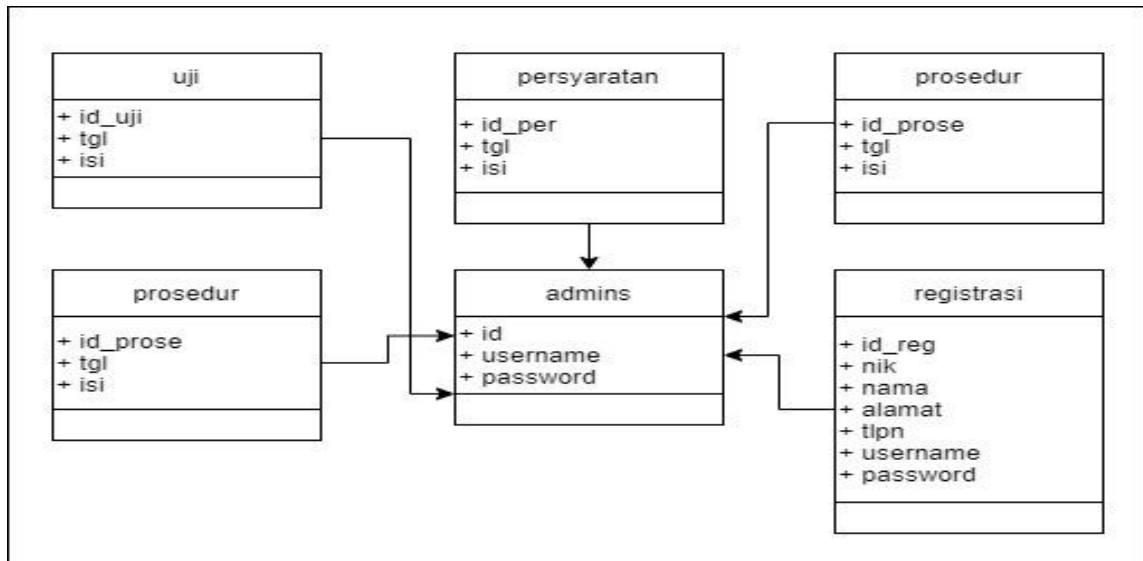 uji
+ id_uji
+ tgl
+ isi
persyaratan
+ id_per
+ tgl
+ isi
prosedur
+ id_prose
+ tgl
+ isi
prosedur
+ id_prose
+ tgl
+ isi
admins
+ id
+ username
+ password
registrasi
+ id_reg
+ nik
+ nama
+ alamat
+ tlpn
+ username
+ password